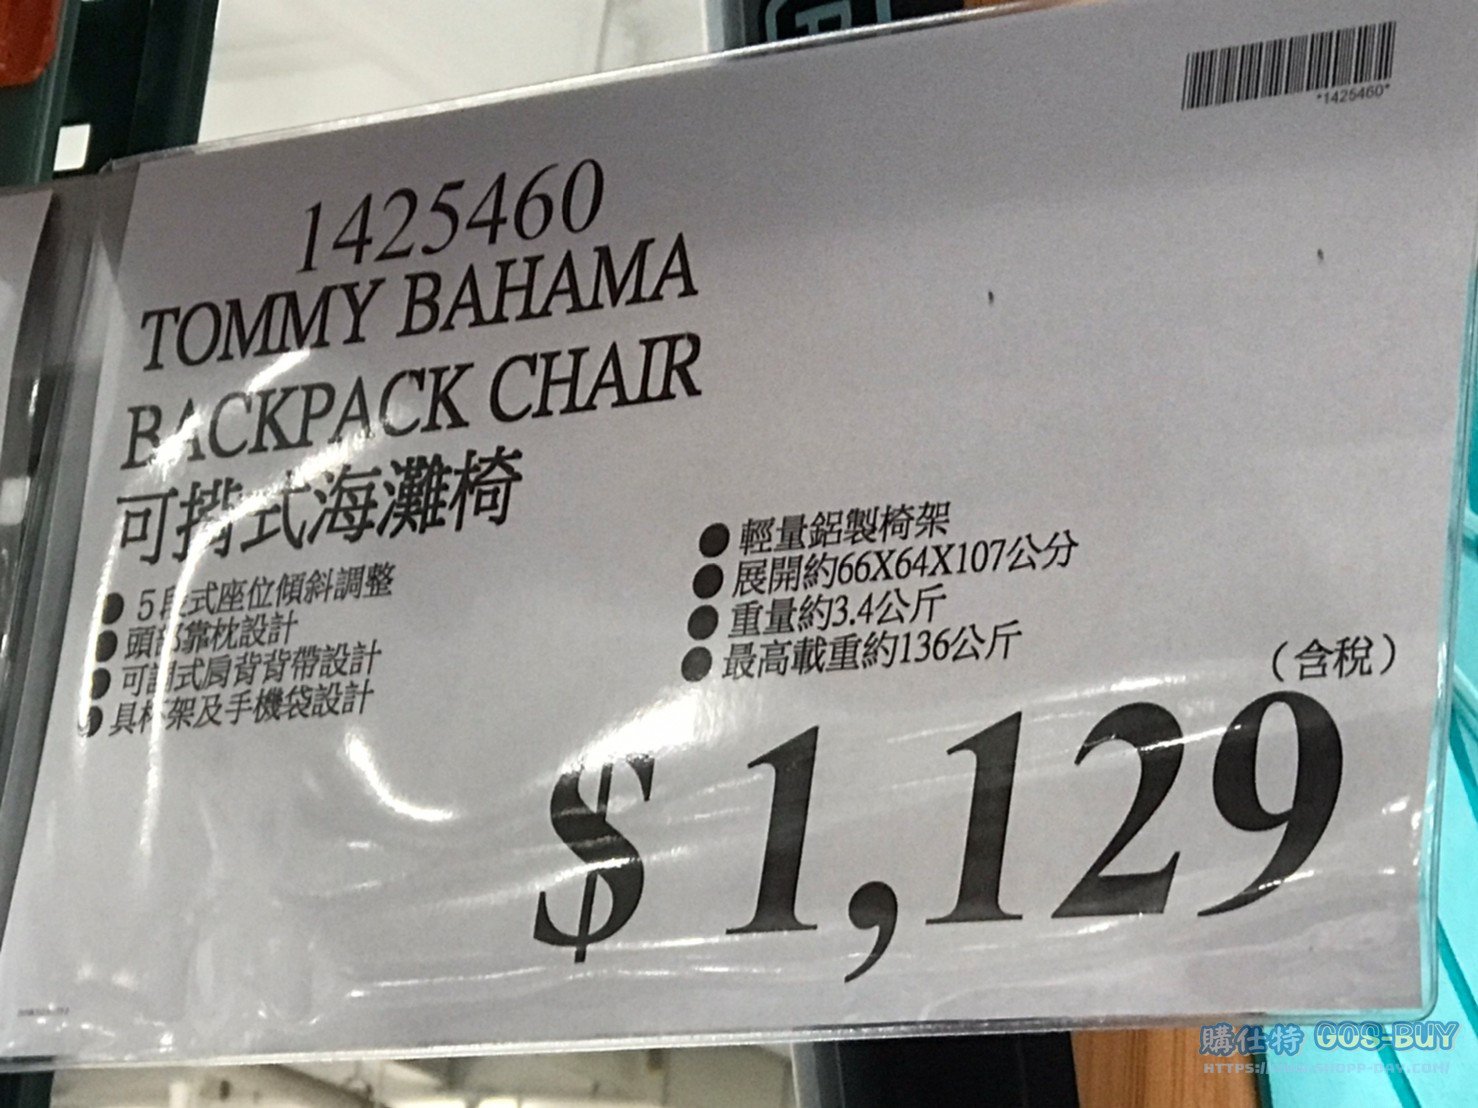 *1425460*
1425460
TOMMY BAHAMA
BACKPACK CHAIR
可揹式海灘椅
● 5段式座位傾斜調整
● 頭部靠枕設計
● 可調式肩背背帶設計
● 具杯架及手機袋設計
● 輕量鋁製椅架
● 展開約66X64X107公分
● 重量約3.4公斤
● 最高載重約136公斤
（含稅）
$ 1,129
購仕特 GOS-BUY